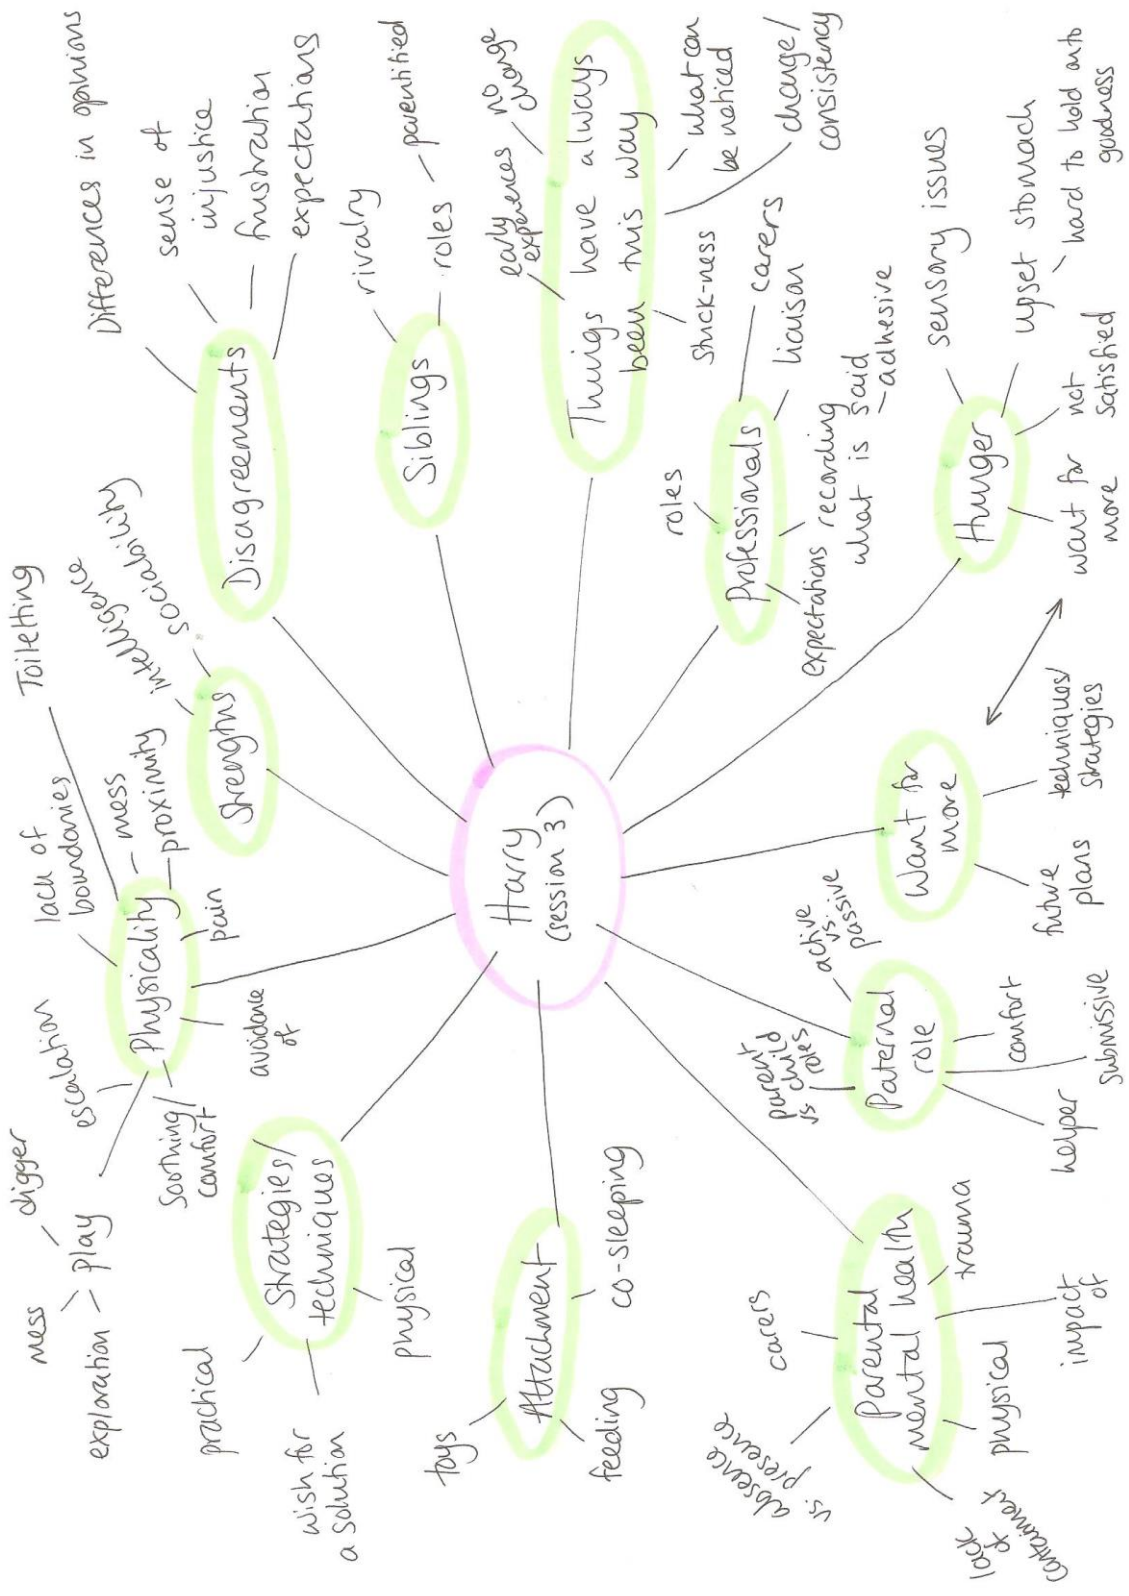 Harry
(session 3)
Physicality
lack of
boundaries
Toiletting
mess
proximity
pain
avoidance
of
soothing/
comfort
escalation
play
digger
mess
exploration
Strengths
intelligence
sociability
Disagreements
Differences in opinions
sense of
injustice
frustration
expectations
Siblings
rivalry
roles
parentified
Things have always
been this way
early
experiences
no
change
what can
be noticed
change/
consistency
stuck-ness
Professionals
roles
carers
liaison
recording
what is said
adhesive
expectations
Hunger
sensory issues
upset stomach
hard to hold onto
goodness
not
satisfied
want for
more
Want for
more
techniques/
strategies
future
plans
Paternal
role
active
vs.
passive
parent
vs child
roles
comfort
submissive
helper
Parental
mental health
carers
absence
vs. presence
lack
of
containment
physical
impact
of
trauma
Attachment
toys
feeding
co-sleeping
Strategies/
techniques
practical
wish for
a solution
physical